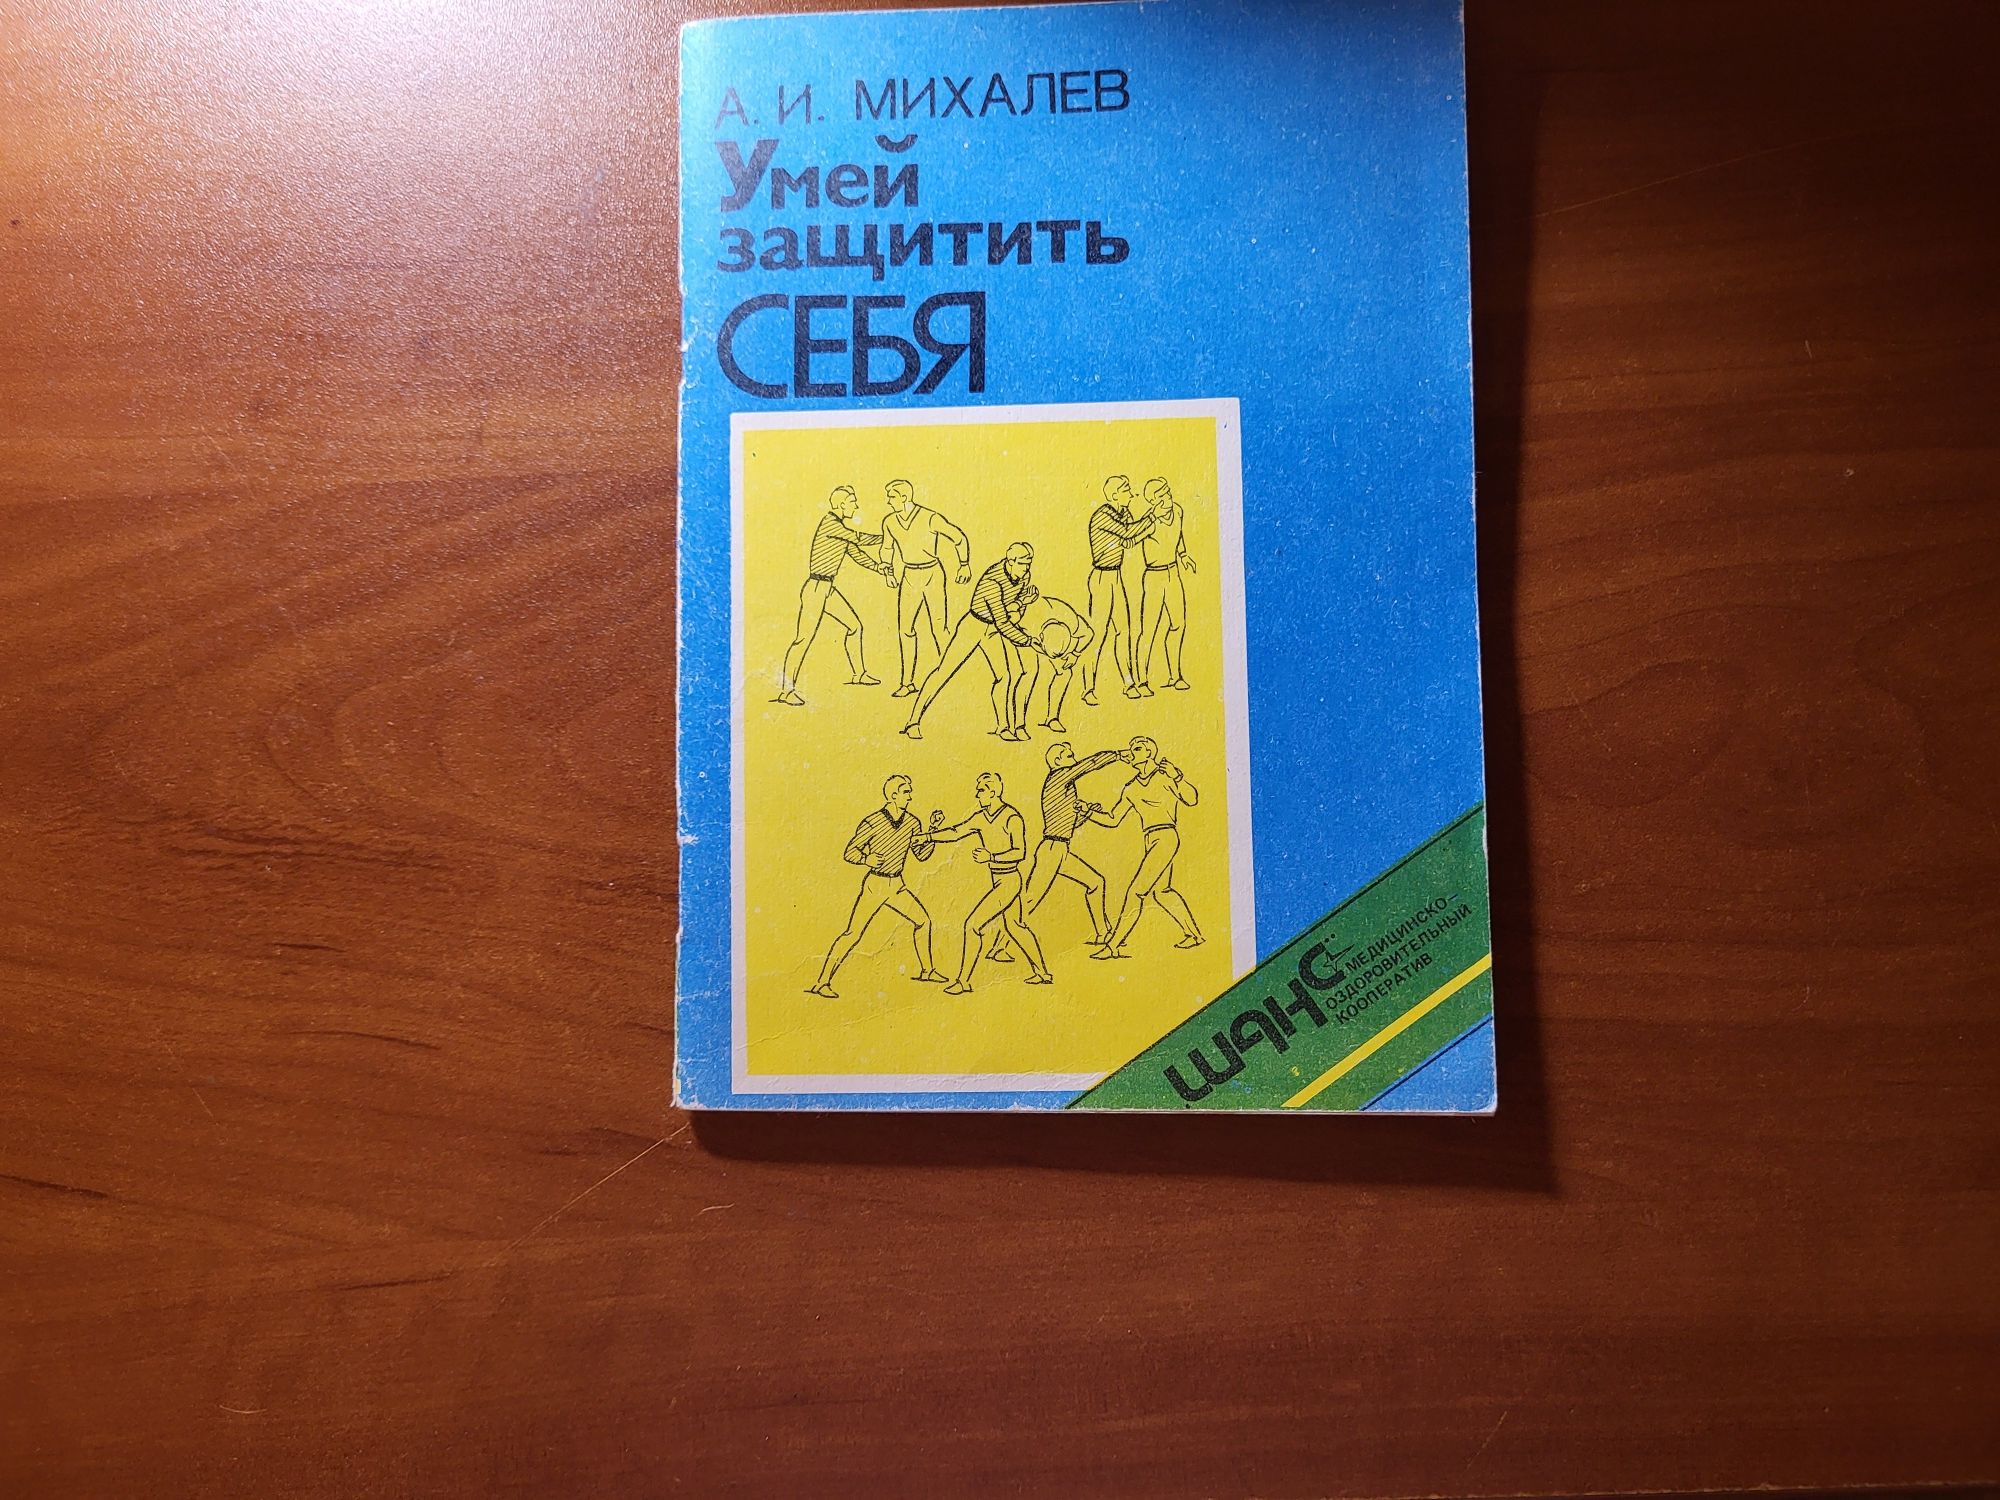 А. И. МИХАЛЕВ
Умей
защитить
СЕБЯ
шанс
МЕДИЦИНСКО–
ОЗДОРОВИТЕЛЬНЫЙ
КООПЕРАТИВ